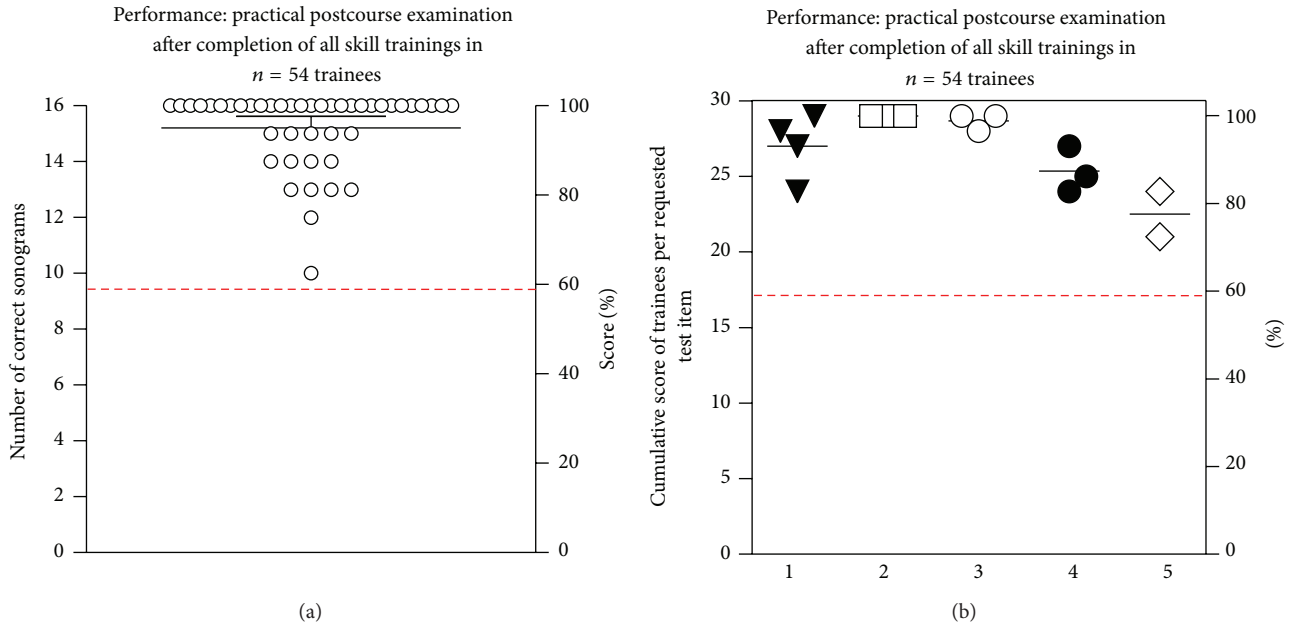 Performance: practical postcourse examination
after completion of all skill trainings in
n = 54 trainees
16
14
12
10
8
6
4
2
0
Number of correct sonograms
100
80
60
40
20
0
Score (%)
(a)
Performance: practical postcourse examination
after completion of all skill trainings in
n = 54 trainees
30
25
20
15
10
5
0
Cumulative score of trainees per requested
test item
100
80
60
40
20
0
(%)
1 2 3 4 5
(b)